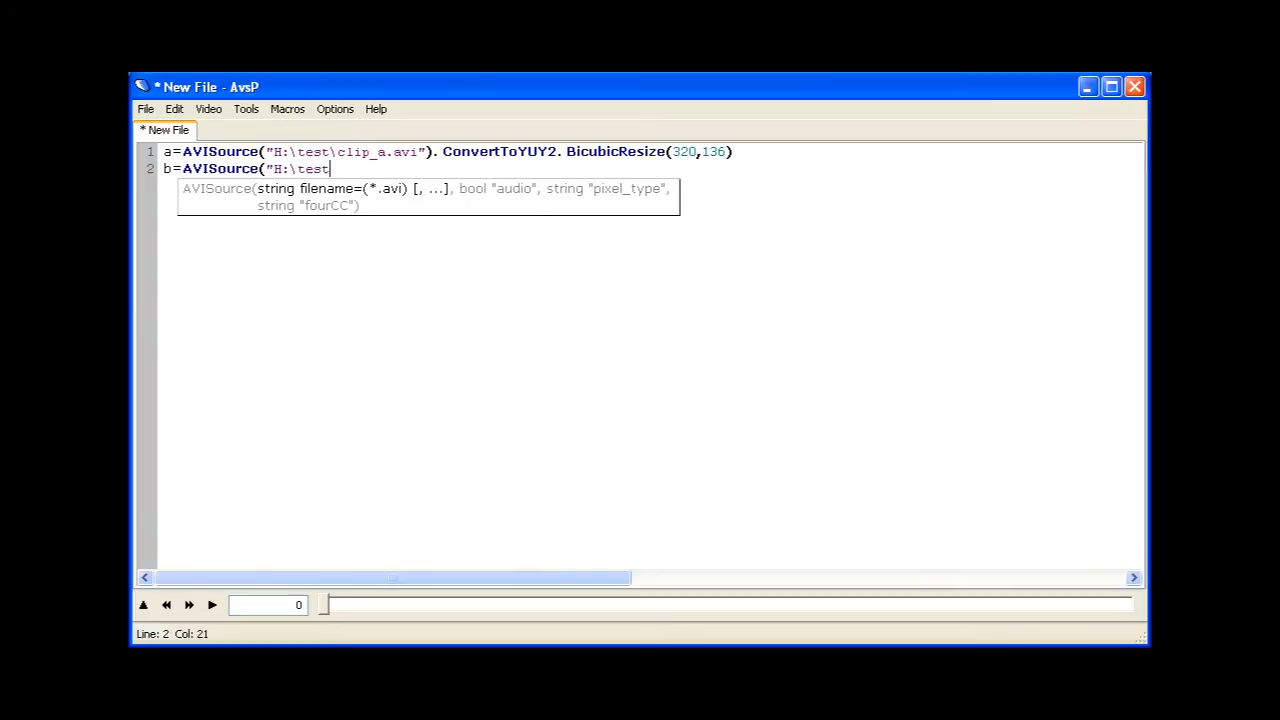 * New File - AvsP
File Edit Video Tools Macros Options Help
* New File
1 a=AVISource("H:\test\clip_a.avi"). ConvertToYUY2. BicubicResize(320,136)
2 b=AVISource("H:\test
AVISource(string filename=(*.avi) [, ...], bool "audio", string "pixel_type",
string "fourCC")
0
Line: 2 Col: 21